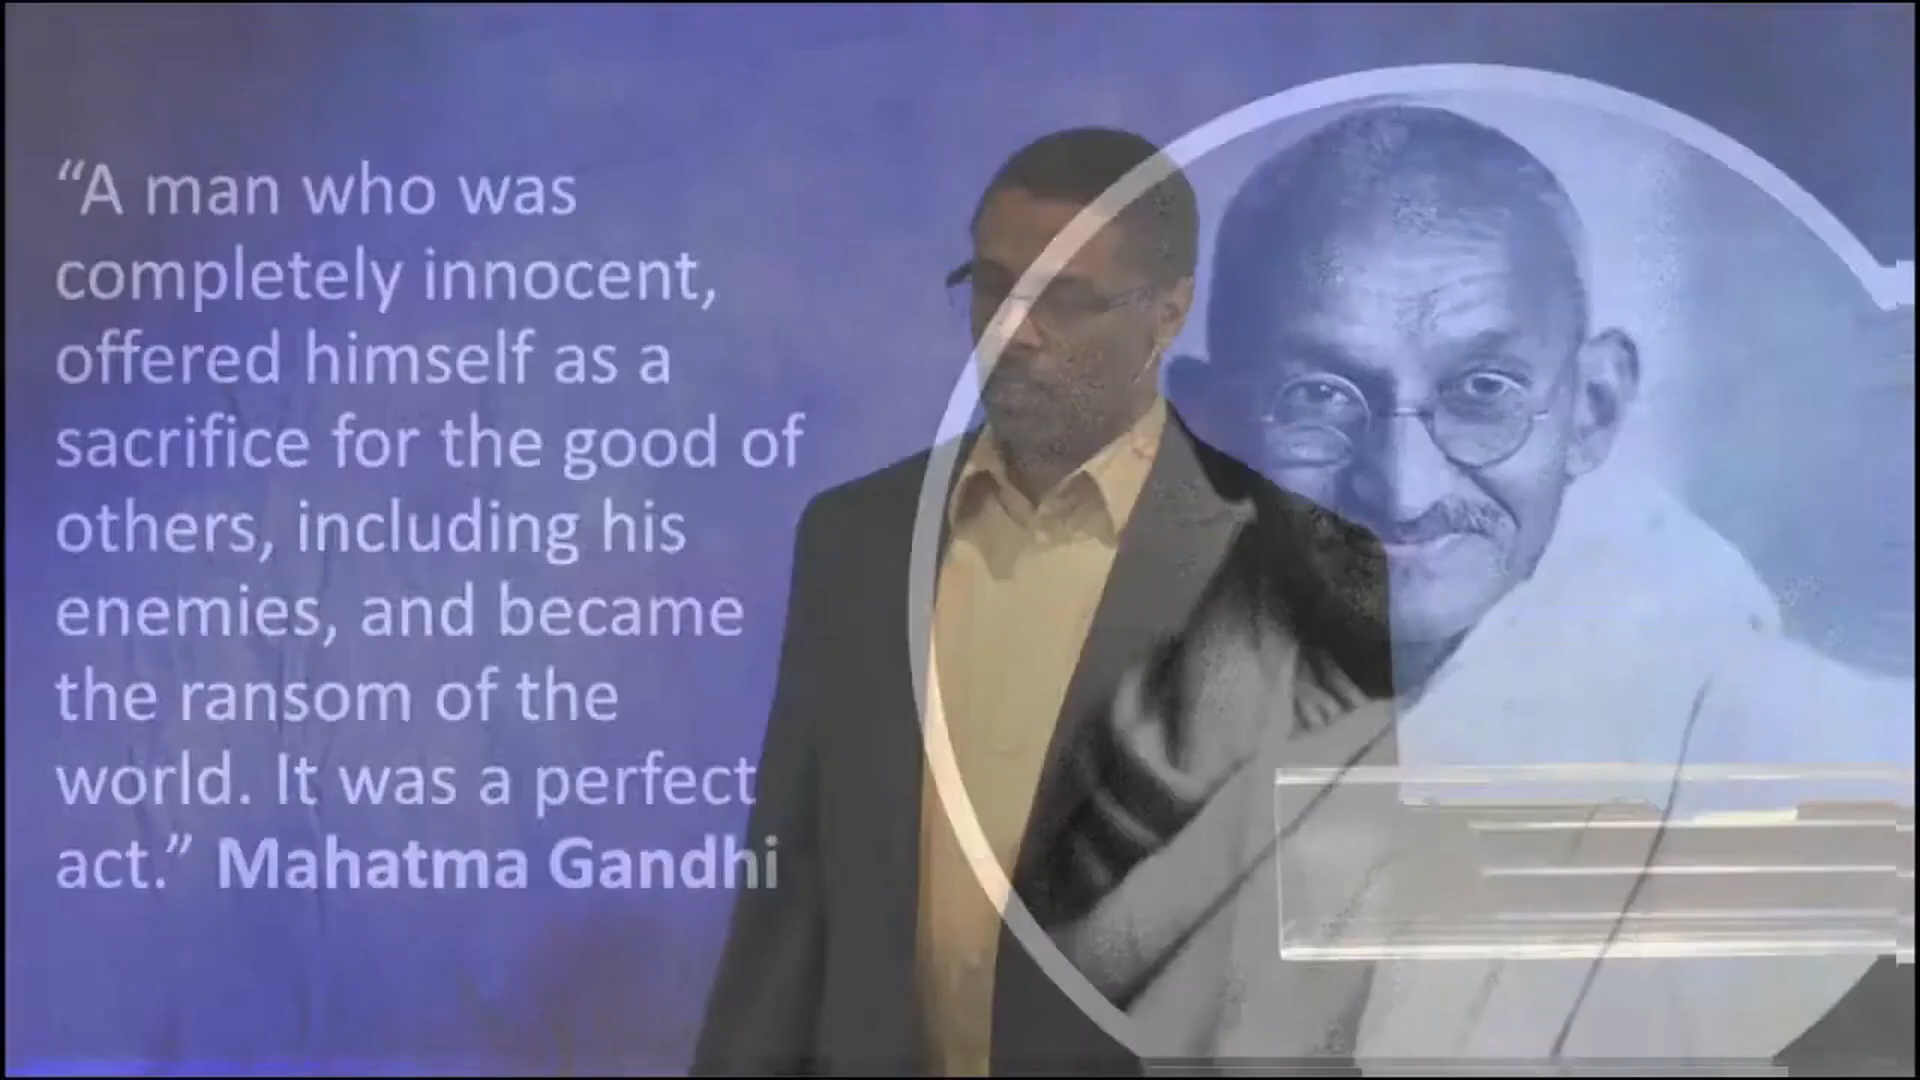 “A man who was
completely innocent,
offered himself as a
sacrifice for the good of
others, including his
enemies, and became
the ransom of the
world. It was a perfect
act.” Mahatma Gandhi